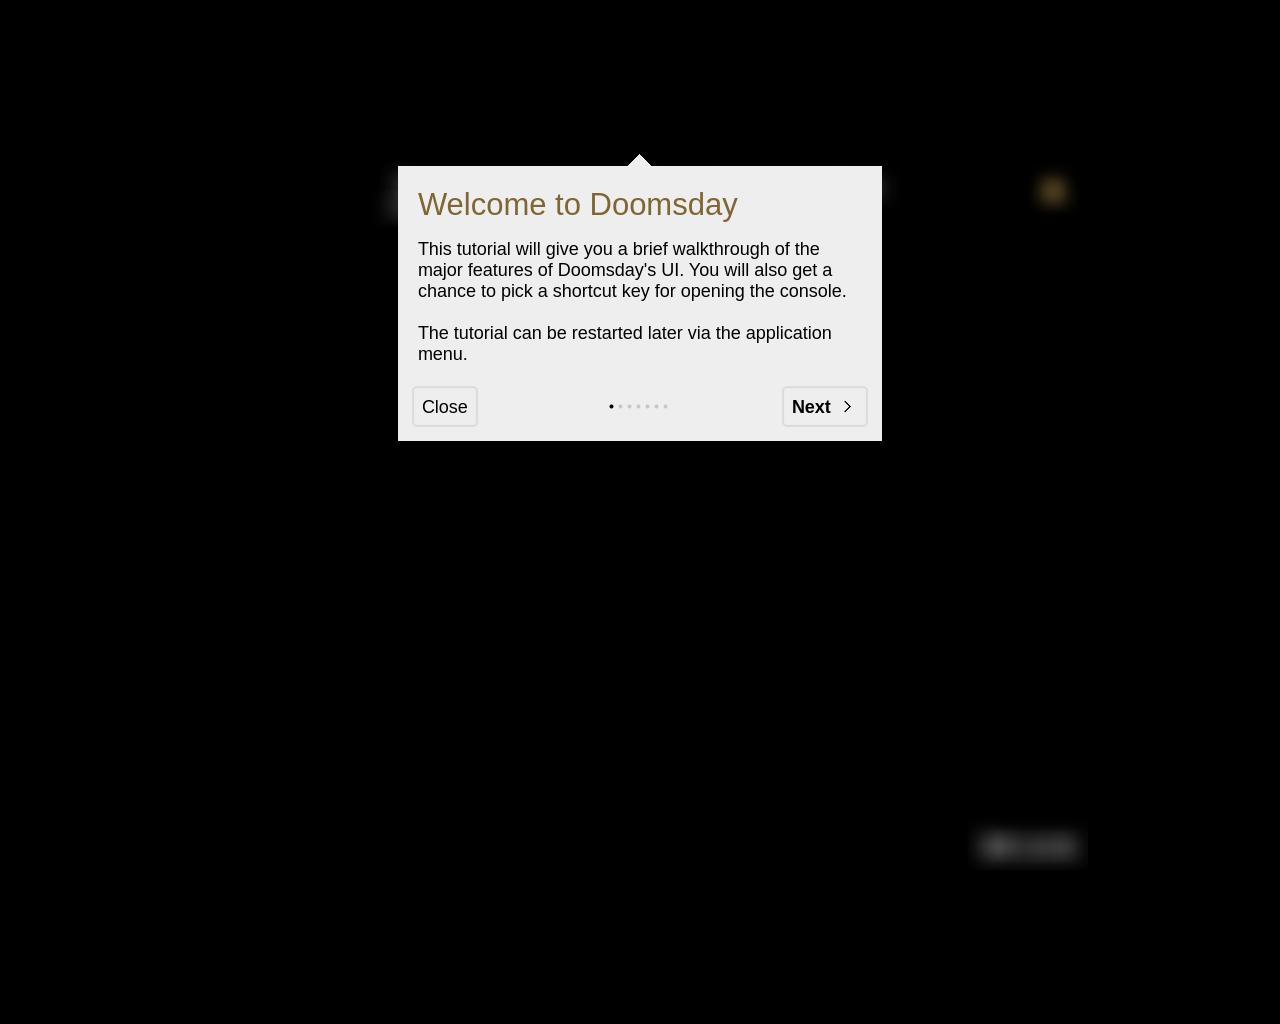 Welcome to Doomsday
This tutorial will give you a brief walkthrough of the
major features of Doomsday's UI. You will also get a
chance to pick a shortcut key for opening the console.
The tutorial can be restarted later via the application
menu.
Close
Next